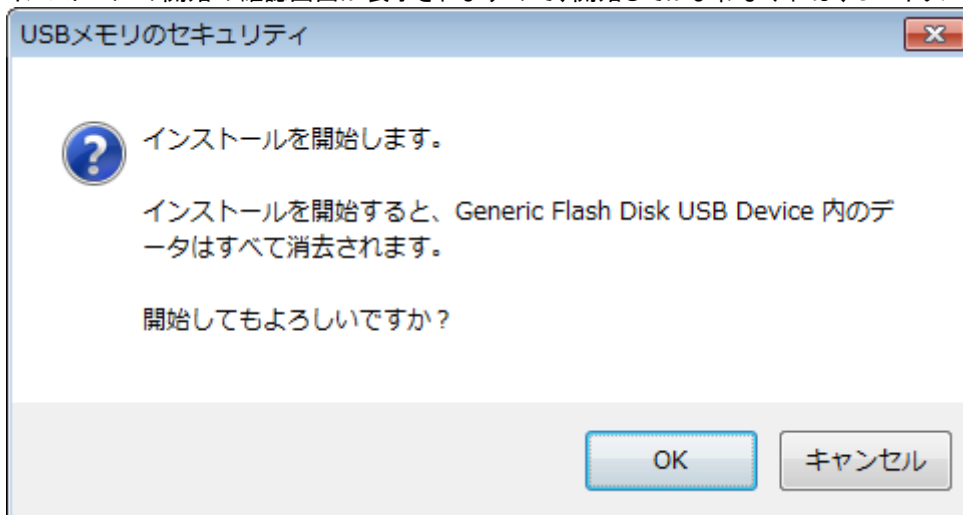 USBメモリのセキュリティ
インストールを開始します。
インストールを開始すると、Generic Flash Disk USB Device 内のデ
ータはすべて消去されます。
開始してもよろしいですか？
OK
キャンセル